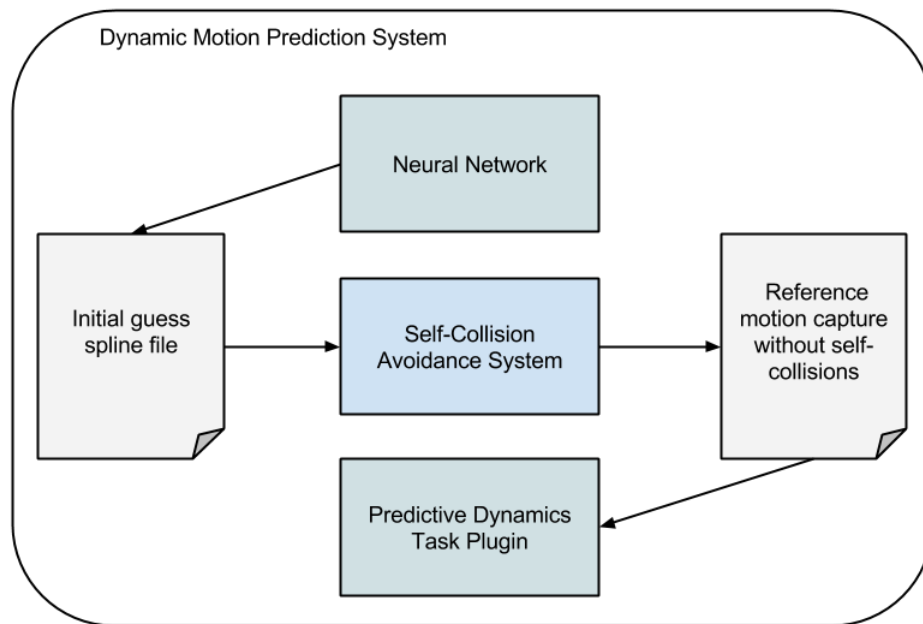 Dynamic Motion Prediction System
Neural Network
Initial guess
spline file
Self-Collision
Avoidance System
Reference
motion capture
without self-
collisions
Predictive Dynamics
Task Plugin